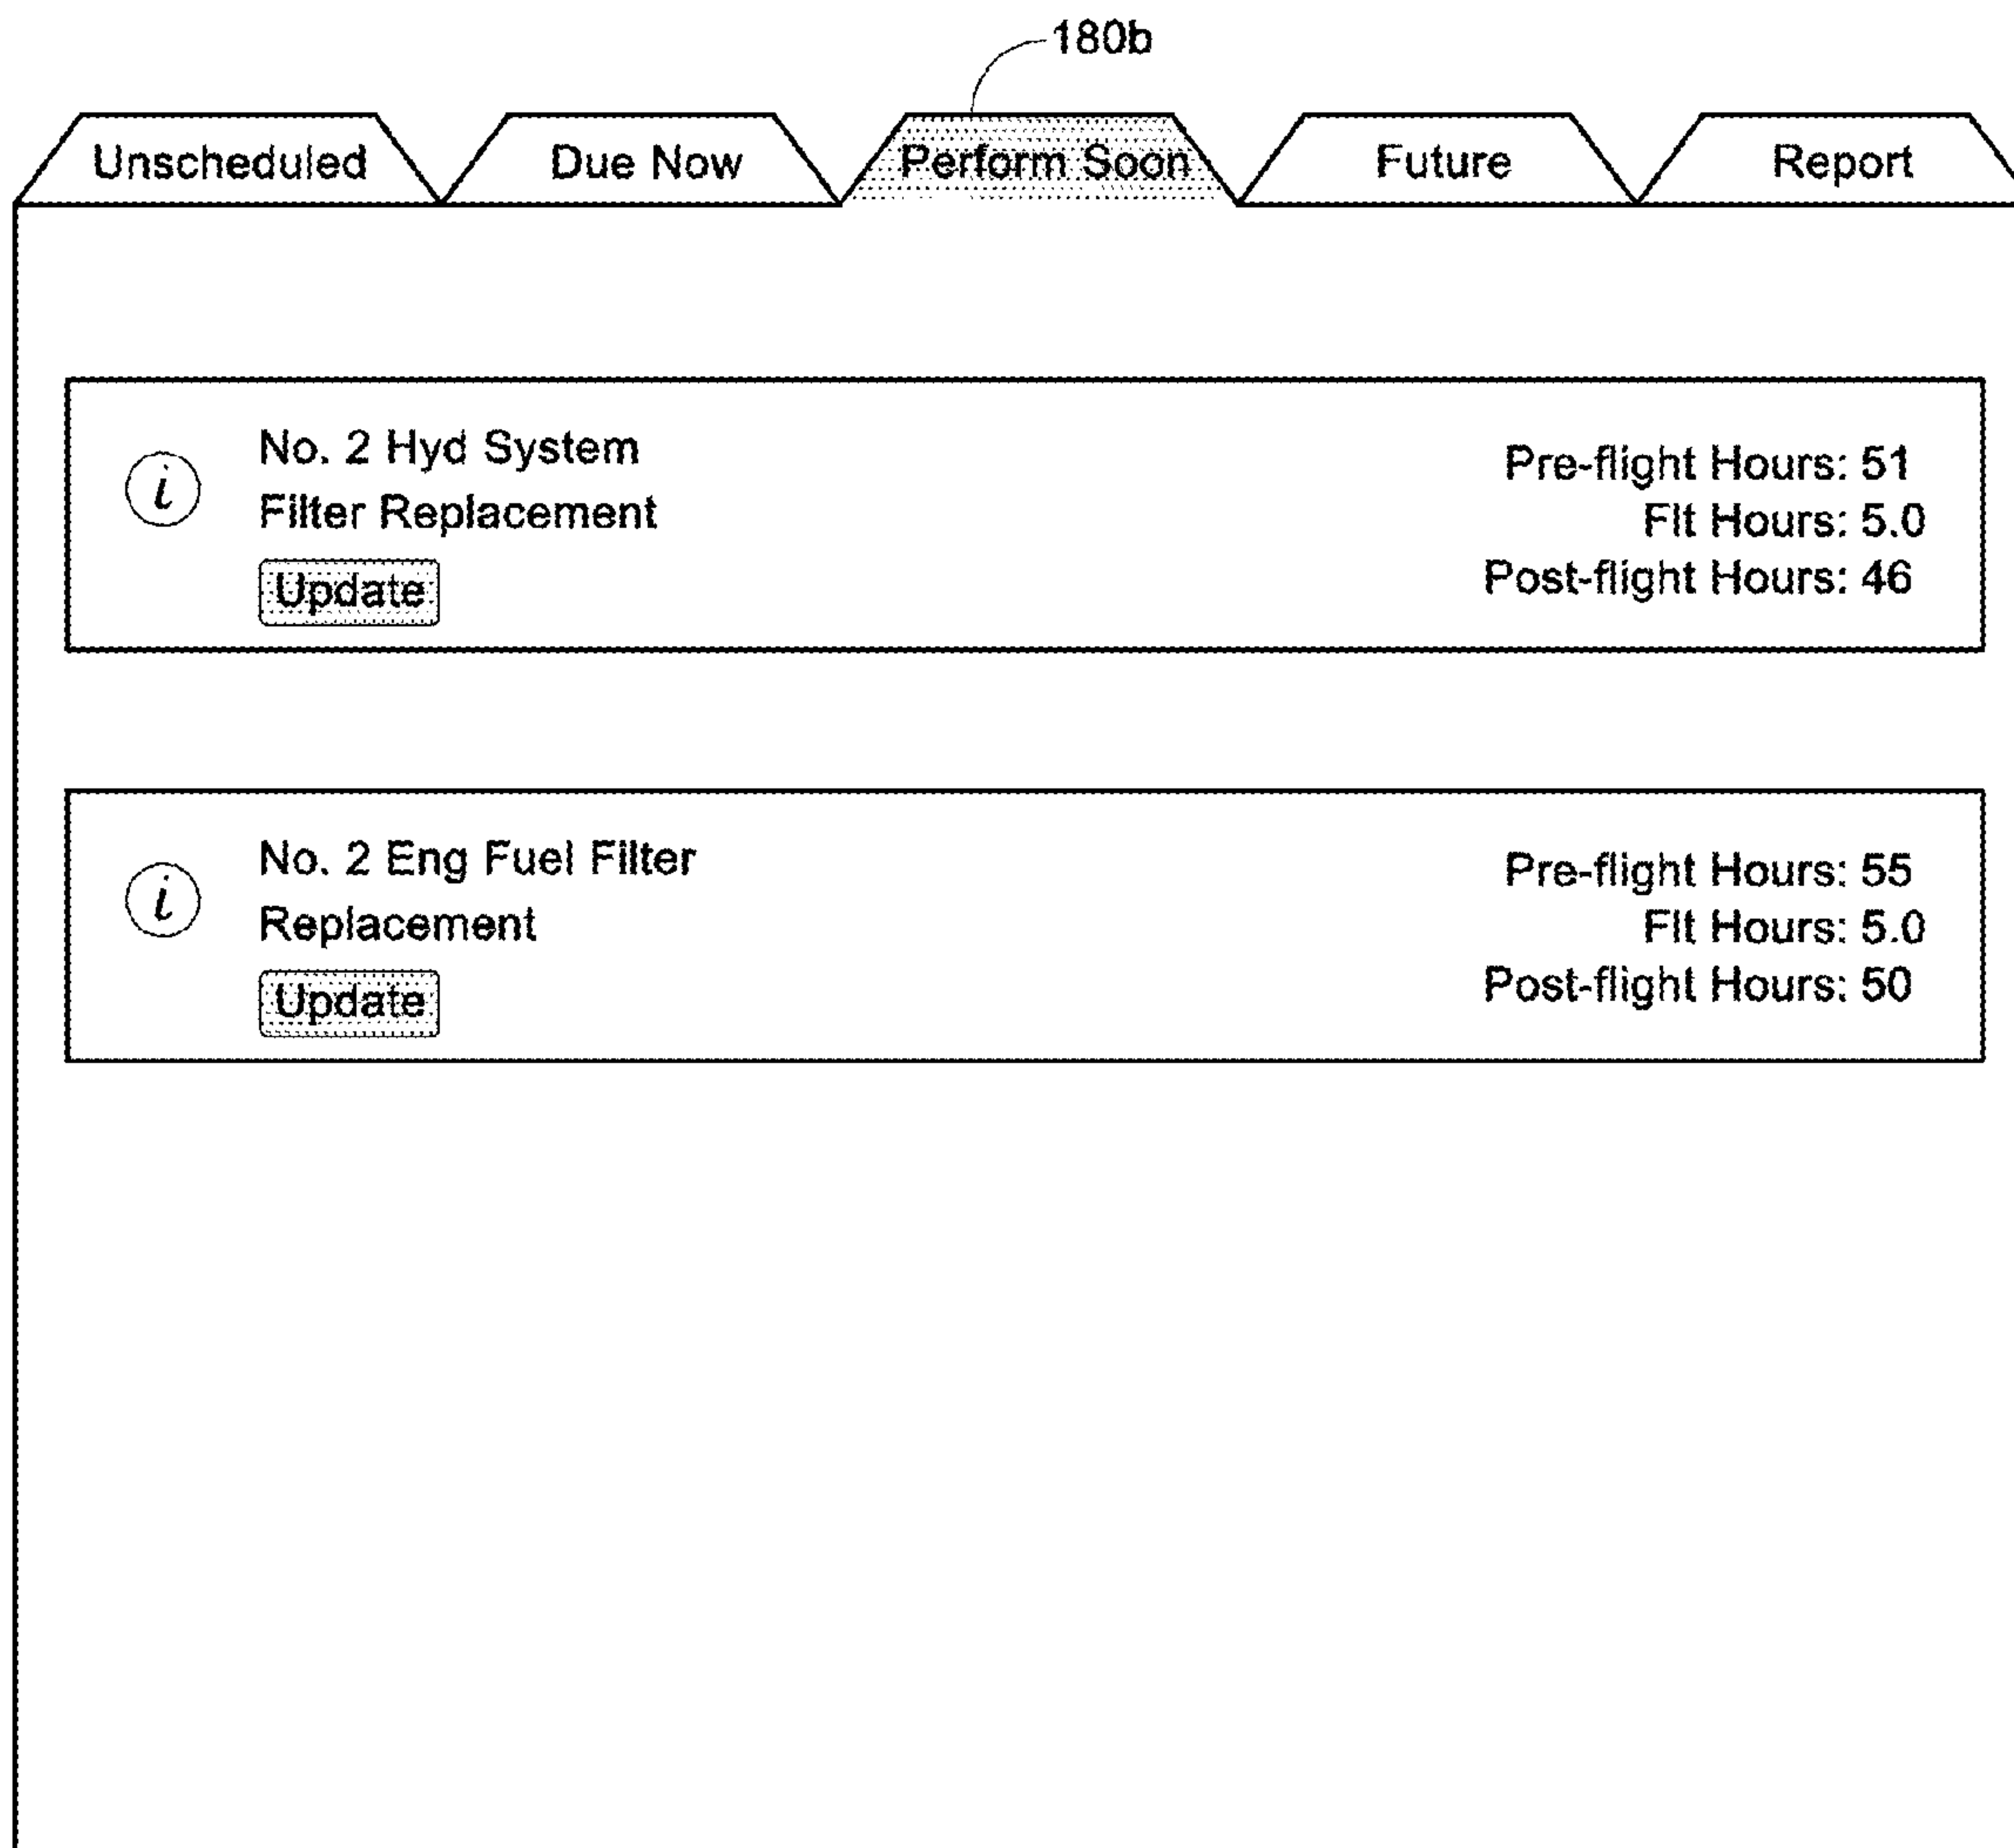 180b
Unscheduled Due Now Perform Soon Future Report
i
No. 2 Hyd System
Filter Replacement
Update
Pre-flight Hours: 51
Flt Hours: 5.0
Post-flight Hours: 46
i
No. 2 Eng Fuel Filter
Replacement
Update
Pre-flight Hours: 55
Flt Hours: 5.0
Post-flight Hours: 50